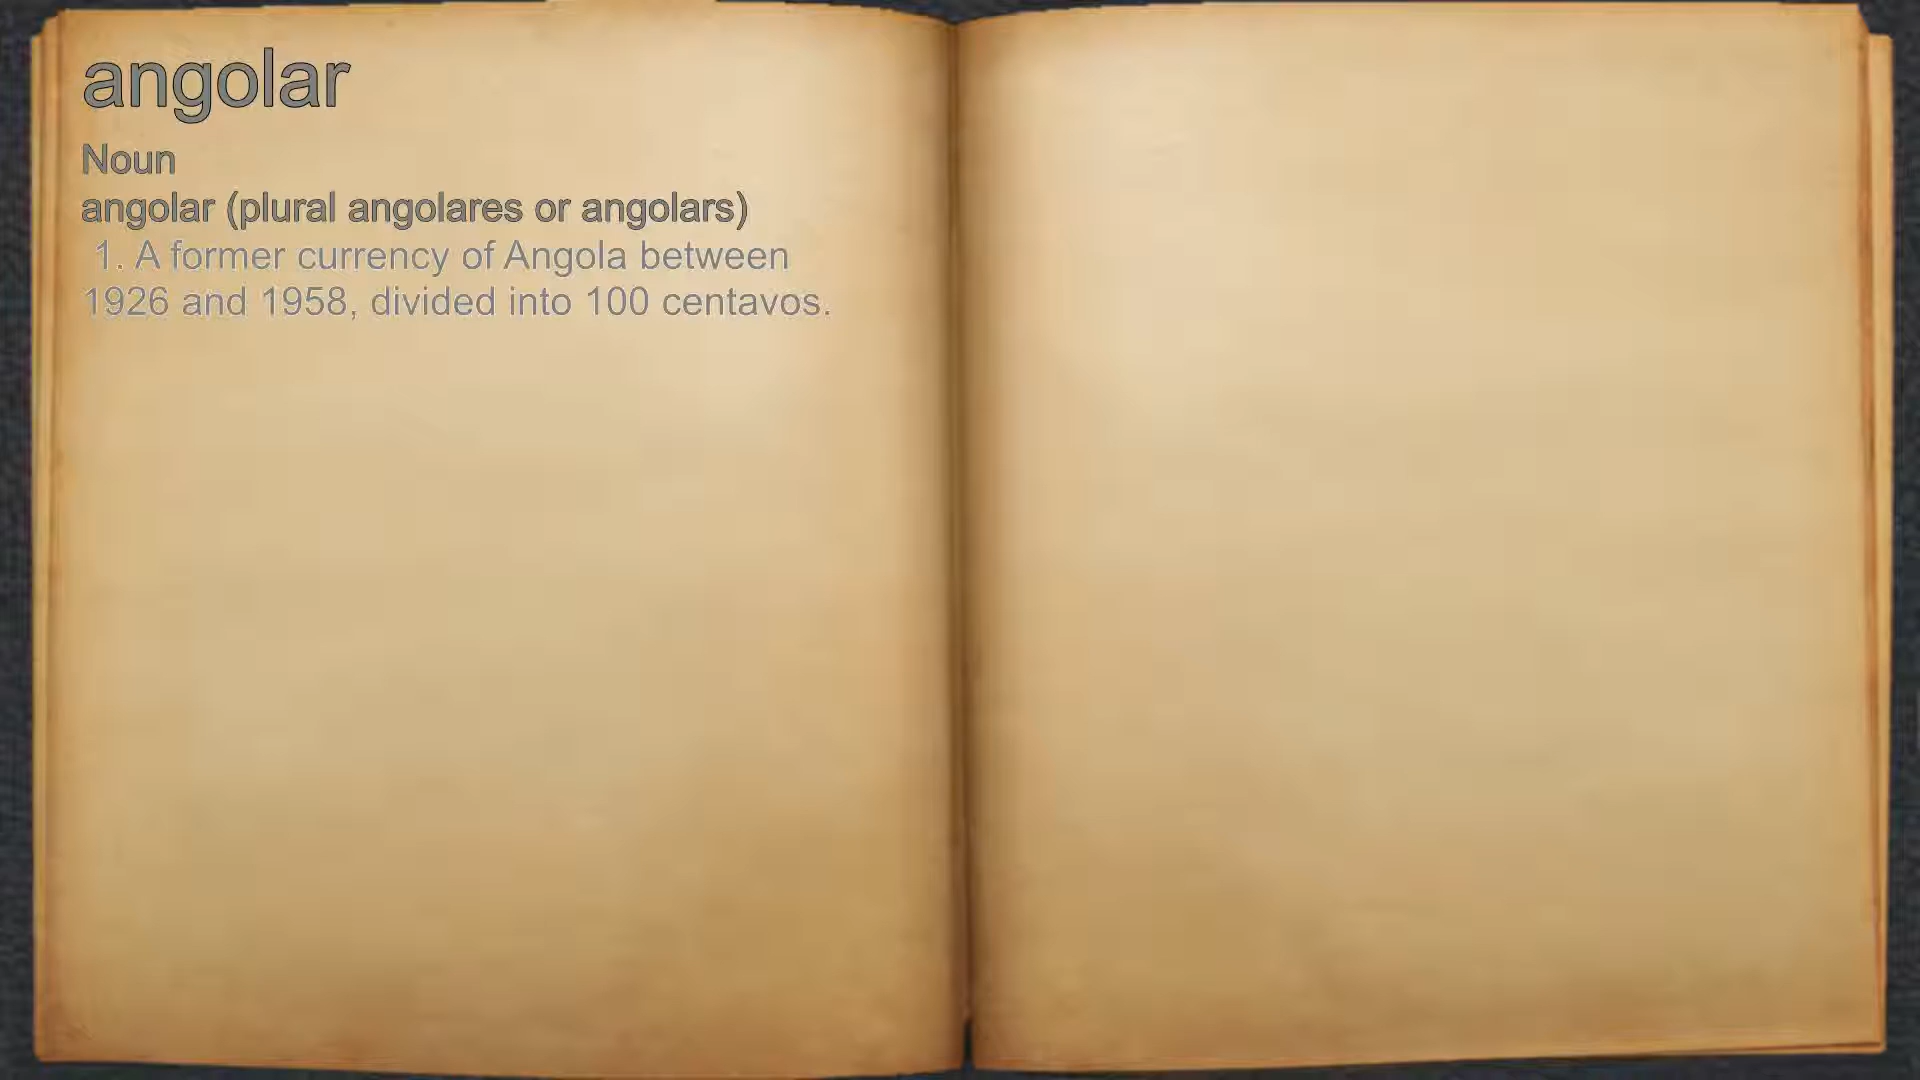 angolar
Noun
angolar (plural angolares or angolars)
1. A former currency of Angola between
1926 and 1958, divided into 100 centavos.